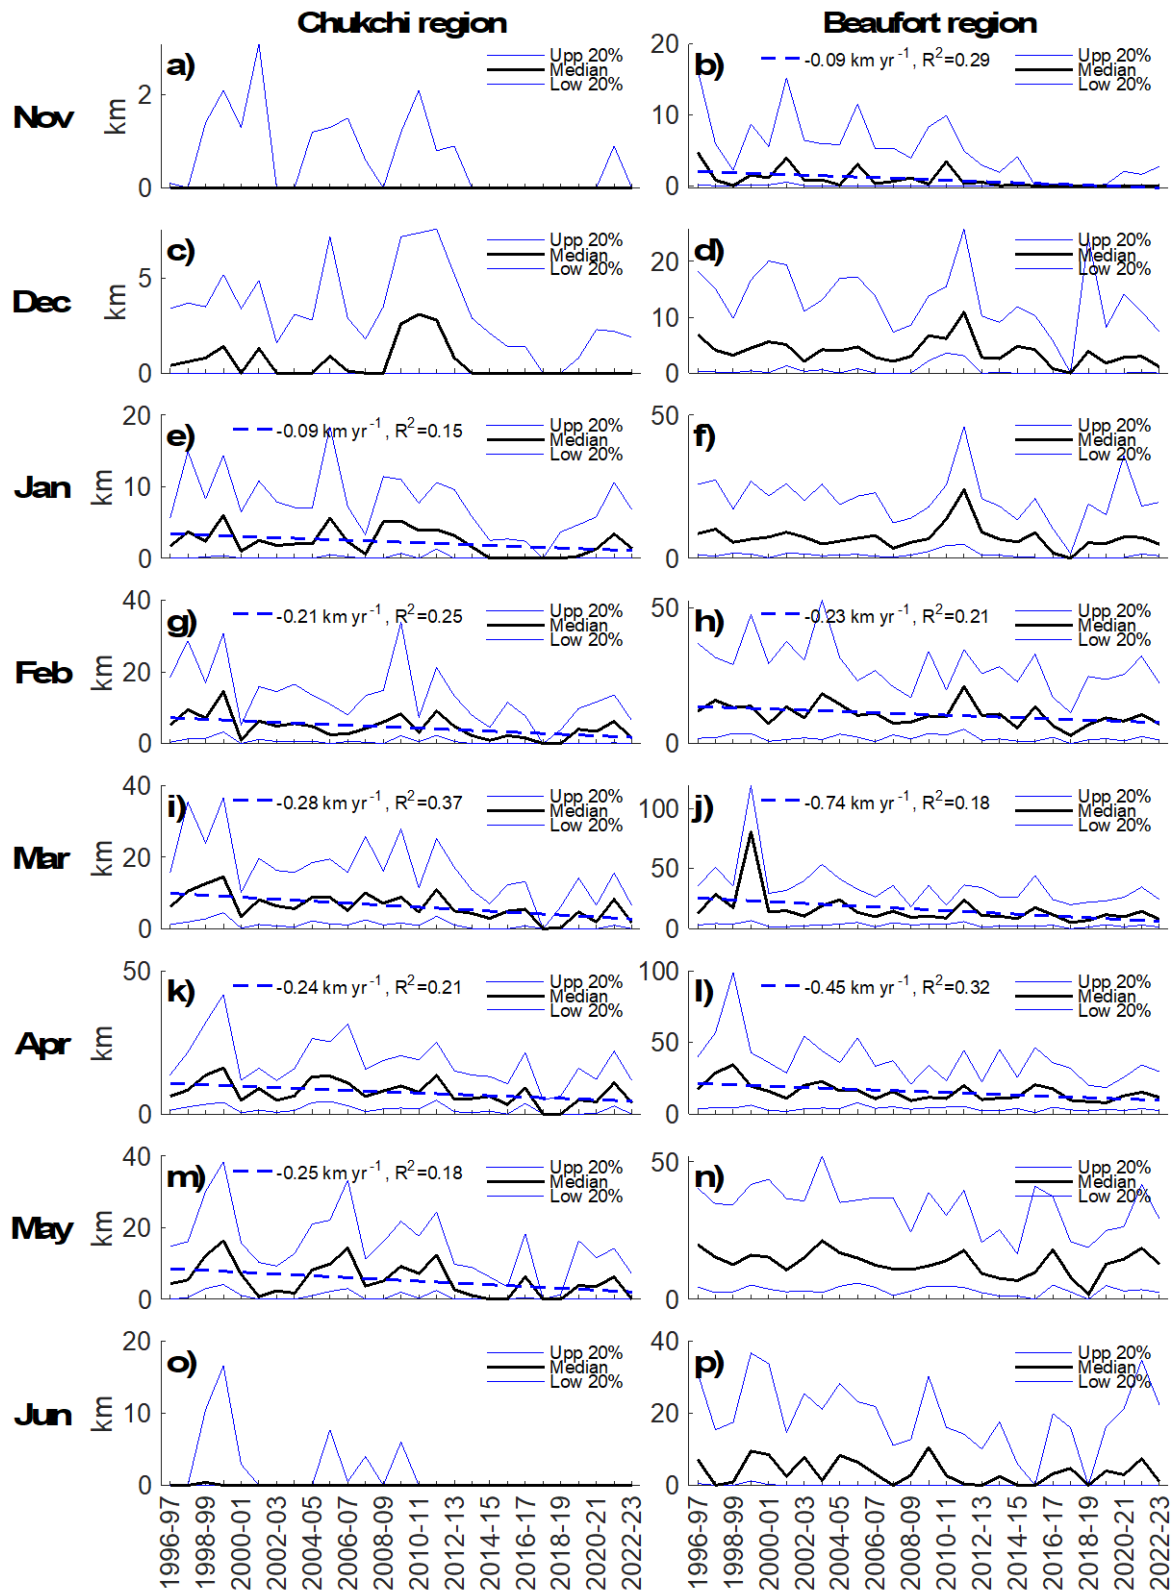 Chukchi region
Beaufort region
Nov
km
a)
Upp 20%
Median
Low 20%
2
0
b)
-0.09 km yr-1, R2=0.29
Upp 20%
Median
Low 20%
20
10
0
Dec
km
c)
Upp 20%
Median
Low 20%
5
0
d)
Upp 20%
Median
Low 20%
20
10
0
Jan
km
e)
-0.09 km yr-1, R2=0.15
Upp 20%
Median
Low 20%
20
10
0
f)
Upp 20%
Median
Low 20%
50
0
Feb
km
g)
-0.21 km yr-1, R2=0.25
Upp 20%
Median
Low 20%
40
20
0
h)
-0.23 km yr-1, R2=0.21
Upp 20%
Median
Low 20%
50
0
Mar
km
i)
-0.28 km yr-1, R2=0.37
Upp 20%
Median
Low 20%
40
20
0
j)
-0.74 km yr-1, R2=0.18
Upp 20%
Median
Low 20%
100
50
0
Apr
km
k)
-0.24 km yr-1, R2=0.21
Upp 20%
Median
Low 20%
50
0
l)
-0.45 km yr-1, R2=0.32
Upp 20%
Median
Low 20%
100
50
0
May
km
m)
-0.25 km yr-1, R2=0.18
Upp 20%
Median
Low 20%
40
20
0
n)
Upp 20%
Median
Low 20%
50
0
Jun
km
o)
Upp 20%
Median
Low 20%
20
10
0
p)
Upp 20%
Median
Low 20%
40
20
0
1996-97
1998-99
2000-01
2002-03
2004-05
2006-07
2008-09
2010-11
2012-13
2014-15
2016-17
2018-19
2020-21
2022-23
1996-97
1998-99
2000-01
2002-03
2004-05
2006-07
2008-09
2010-11
2012-13
2014-15
2016-17
2018-19
2020-21
2022-23